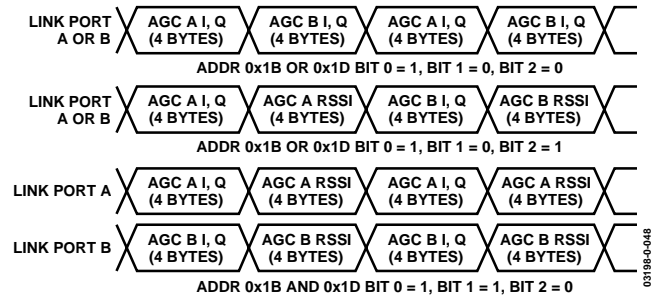 LINK PORT A OR B
AGC A I, Q (4 BYTES) AGC B I, Q (4 BYTES) AGC A I, Q (4 BYTES) AGC B I, Q (4 BYTES)
ADDR 0x1B OR 0x1D BIT 0 = 1, BIT 1 = 0, BIT 2 = 0
LINK PORT A OR B
AGC A I, Q (4 BYTES) AGC A RSSI (4 BYTES) AGC B I, Q (4 BYTES) AGC B RSSI (4 BYTES)
ADDR 0x1B OR 0x1D BIT 0 = 1, BIT 1 = 0, BIT 2 = 1
LINK PORT A
AGC A I, Q (4 BYTES) AGC A RSSI (4 BYTES) AGC A I, Q (4 BYTES) AGC A RSSI (4 BYTES)
LINK PORT B
AGC B I, Q (4 BYTES) AGC B RSSI (4 BYTES) AGC B I, Q (4 BYTES) AGC B RSSI (4 BYTES)
ADDR 0x1B AND 0x1D BIT 0 = 1, BIT 1 = 1, BIT 2 = 0
03198-0-048